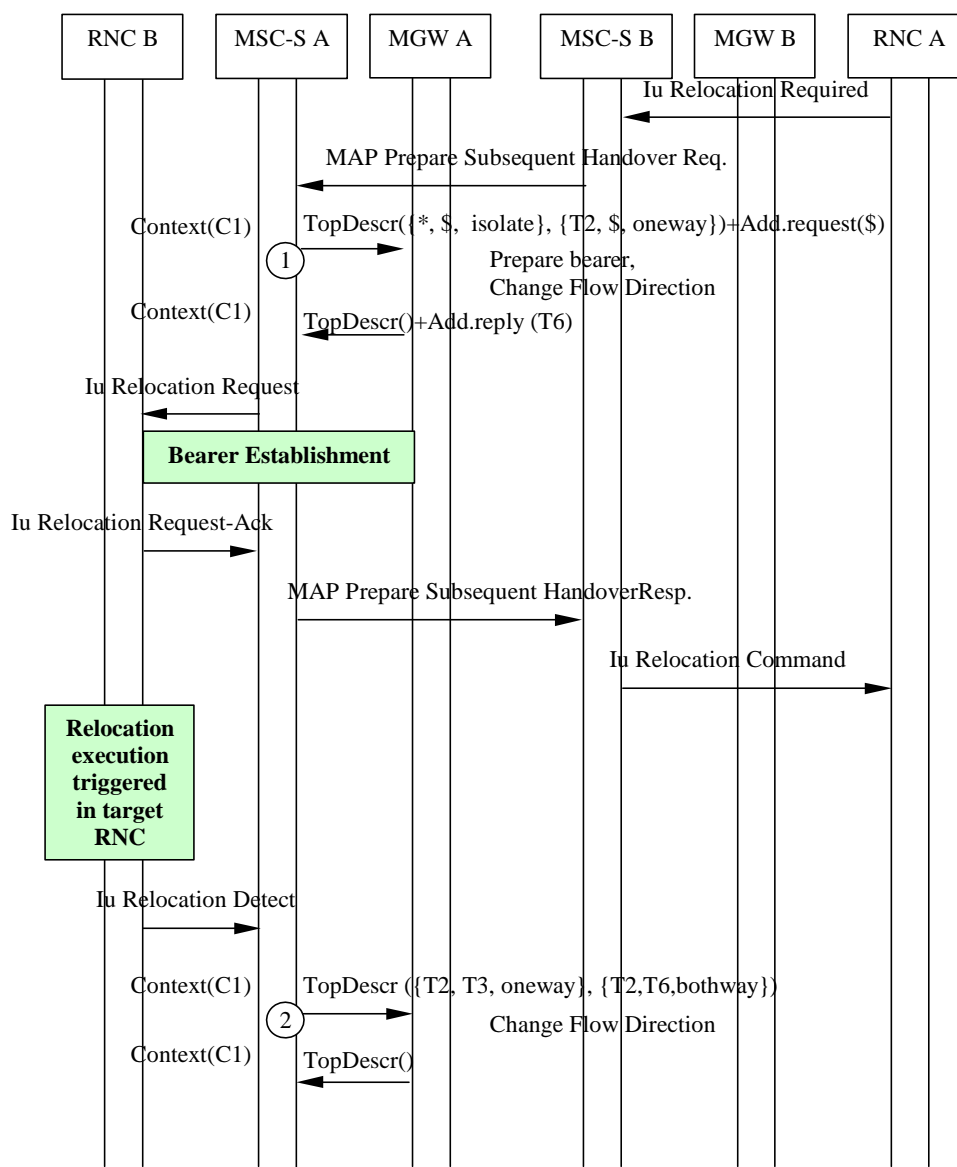 RNC B MSC-S A MGW A MSC-S B MGW B RNC A
Iu Relocation Required
MAP Prepare Subsequent Handover Req.
Context(C1) TopDescr({*, $, isolate}, {T2, $, oneway})+Add.request($)
1
Prepare bearer,
Change Flow Direction
Context(C1)
TopDescr()+Add.reply (T6)
Iu Relocation Request
Bearer Establishment
Iu Relocation Request-Ack
MAP Prepare Subsequent HandoverResp.
Iu Relocation Command
Relocation
execution
triggered
in target
RNC
Iu Relocation Detect
Context(C1) TopDescr ({T2, T3, oneway}, {T2,T6,bothway})
2
Change Flow Direction
Context(C1)
TopDescr()